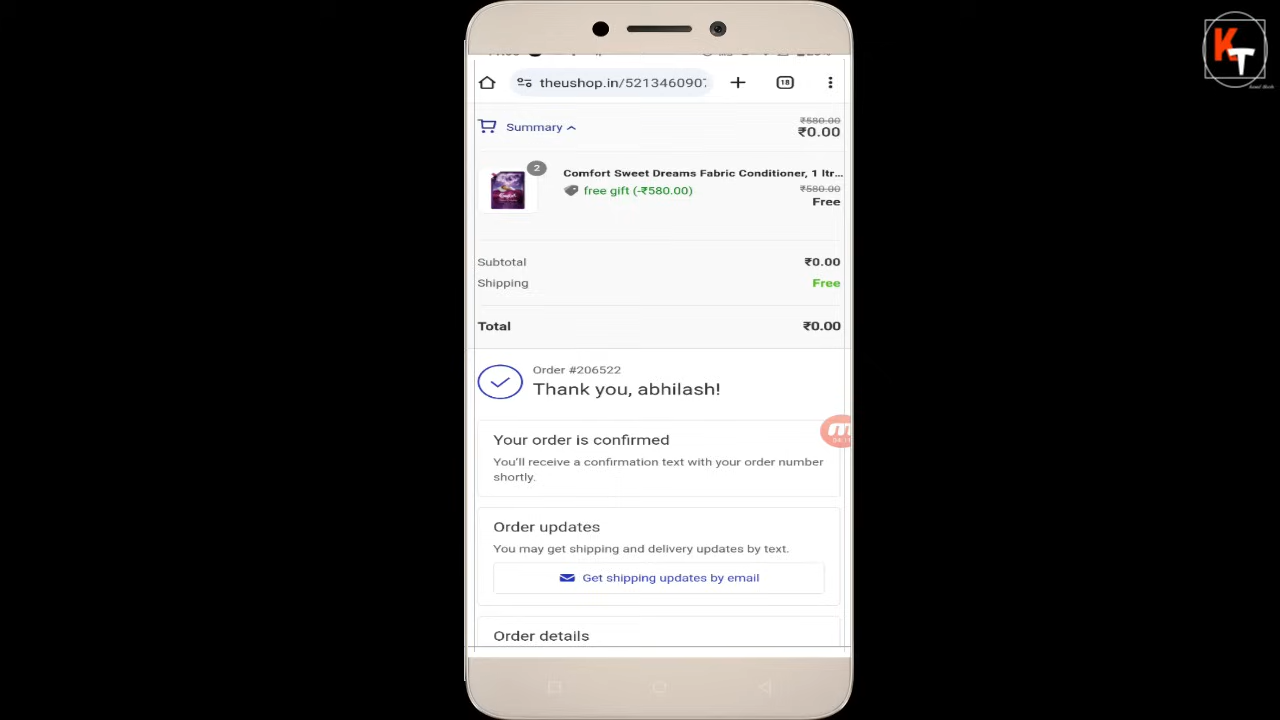 KT
theushop.in/521346090
18
Summary
₹580.00
₹0.00
2
Comfort Sweet Dreams Fabric Conditioner, 1 ltr...
free gift (-₹580.00)
₹580.00
Free
Subtotal ₹0.00
Shipping Free
Total ₹0.00
Order #206522
Thank you, abhilash!
Your order is confirmed
You'll receive a confirmation text with your order number
shortly.
Order updates
You may get shipping and delivery updates by text.
Get shipping updates by email
Order details